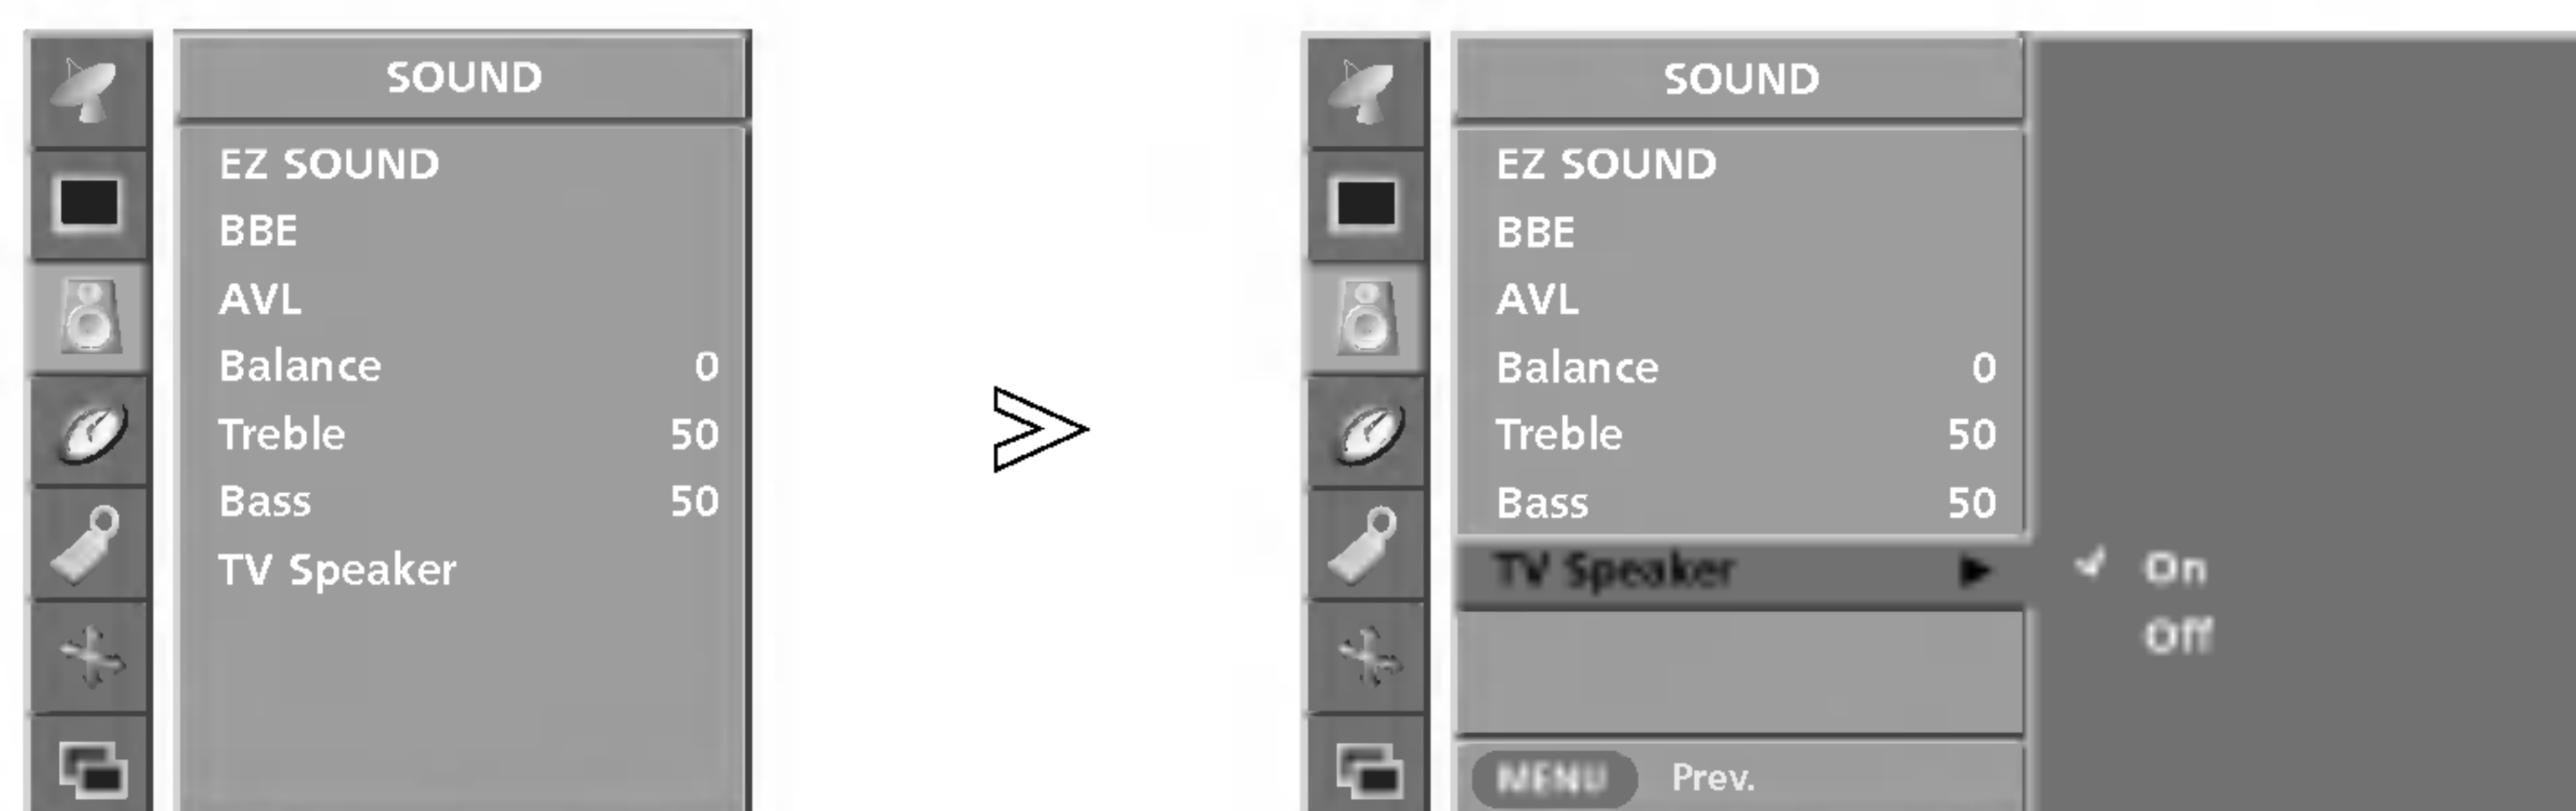 SOUND
EZ SOUND
BBE
AVL
Balance 0
Treble 50
Bass 50
TV Speaker
SOUND
EZ SOUND
BBE
AVL
Balance 0
Treble 50
Bass 50
TV Speaker
On
Off
MENU Prev.